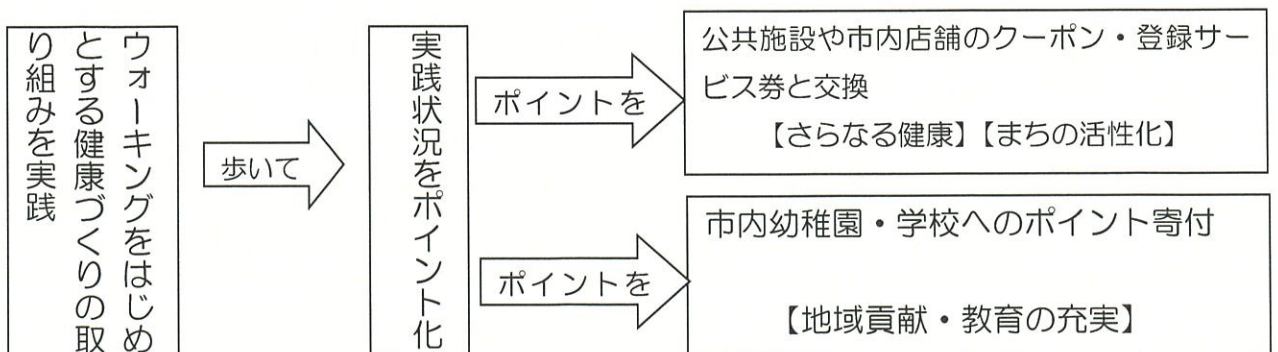 ウォーキングをはじめ
とする健康づくりの取
り組みを実践
歩いて
実践状況をポイント化
ポイントを
公共施設や市内店舗のクーポン・登録サー
ビス券と交換
【さらなる健康】【まちの活性化】
ポイントを
市内幼稚園・学校へのポイント寄付
【地域貢献・教育の充実】